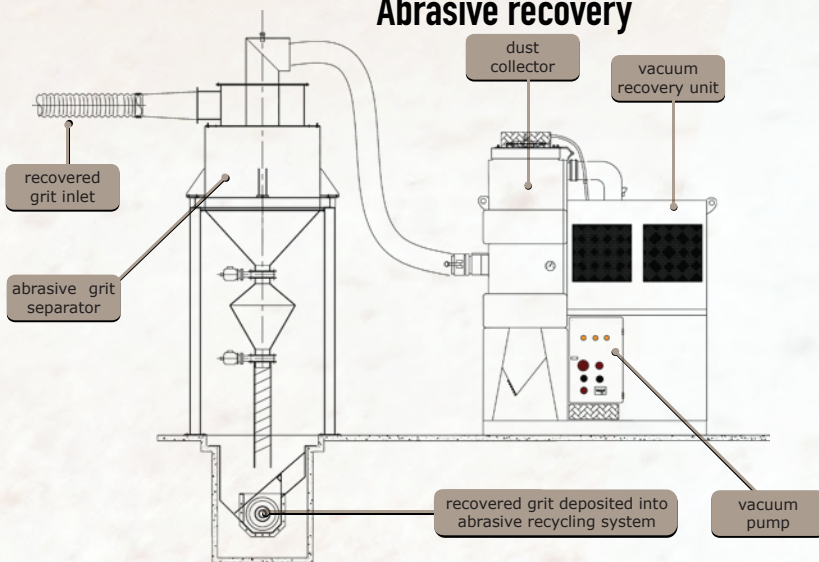 Abrasive recovery
dust
collector
vacuum
recovery unit
recovered
grit inlet
abrasive grit
separator
recovered grit deposited into
abrasive recycling system
vacuum
pump